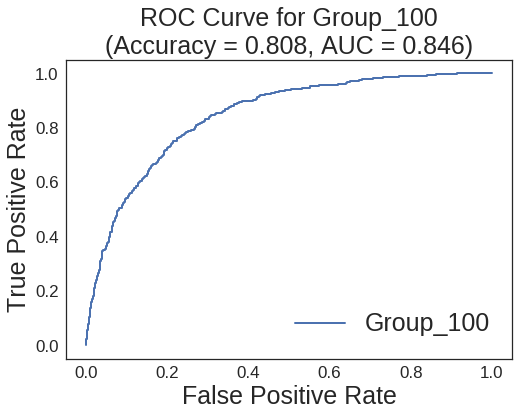 ROC Curve for Group_100
(Accuracy = 0.808, AUC = 0.846)
1.0
0.8
0.6
0.4
0.2
0.0
True Positive Rate
Group_100
0.0 0.2 0.4 0.6 0.8 1.0
False Positive Rate